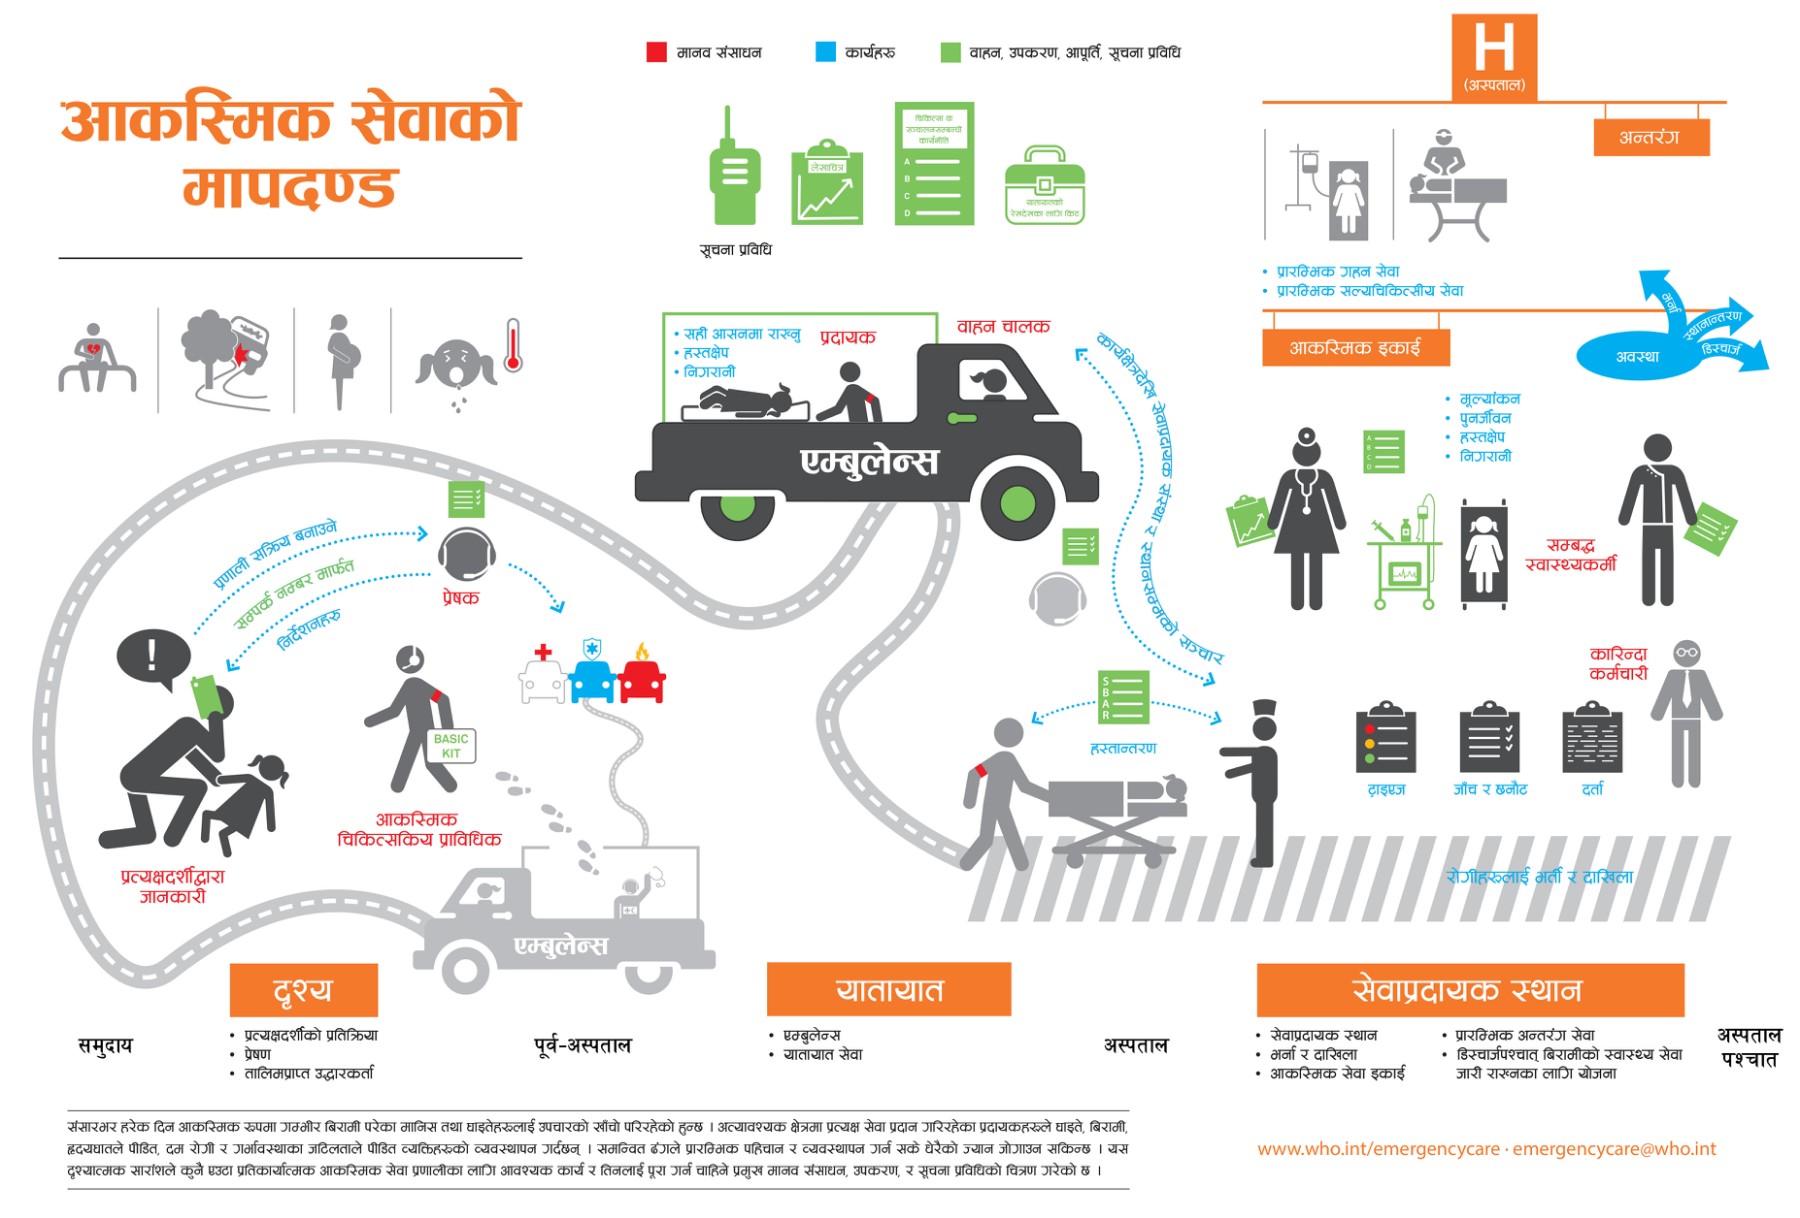 मानव संसाधन
कार्यहरु
वाहन, उपकरण, आपूर्ति, सूचना प्रविधि
आकस्मिक सेवाको
मापदण्ड
H
(अस्पताल)
अन्तरंग
चिकित्सा क
सञ्चालनसम्बन्धी
कार्यनीति
A
B
C
D
लेखाचित्र
यातायातको
रेखदेखका लागि किट
सूचना प्रविधि
• प्रारम्भिक गहन सेवा
• प्रारम्भिक सल्यचिकित्सीय सेवा
आकस्मिक इकाई
अवस्था
भर्ना
स्थानान्तरण
डिस्चार्ज
• सही आसनमा राख्नु
• हस्तक्षेप
• निगरानी
प्रदायक
वाहन चालक
एम्बुलेन्स
कार्यक्षेत्रदेखि सेवाप्रदायक संस्था र स्थानसम्मको सञ्चार
• मूल्यांकन
• पुनर्जीवन
• हस्तक्षेप
• निगरानी
A
B
C
D
सम्बद्ध
स्वास्थ्यकर्मी
प्रणाली सक्रिय बनाउने
सम्पर्क नम्बर मार्फत
निर्देशनहरु
प्रेषक
!
BASIC
KIT
आकस्मिक
चिकित्सकिय प्राविधिक
प्रत्यक्षदर्शीद्वारा
जानकारी
एम्बुलेन्स
S
B
A
R
हस्तान्तरण
कारिन्दा
कर्मचारी
ट्राइएज
जाँच र छनौट
दर्ता
रोगीहरुलाई भर्ती र दाखिला
दृश्य
यातायात
सेवाप्रदायक स्थान
समुदाय
• प्रत्यक्षदर्शीको प्रतिक्रिया
• प्रेषण
• तालिमप्राप्त उद्धारकर्ता
पूर्व-अस्पताल
• एम्बुलेन्स
• यातायात सेवा
अस्पताल
• सेवाप्रदायक स्थान
• भर्ना र दाखिला
• आकस्मिक सेवा इकाई
• प्रारम्भिक अन्तरंग सेवा
• डिस्चार्जपश्चात् बिरामीको स्वास्थ्य सेवा
जारी राख्नका लागि योजना
अस्पताल
पश्चात
संसारभर हरेक दिन आकस्मिक रुपमा गम्भीर बिरामी परेका मानिस तथा घाइतेहरुलाई उपचारको खाँचो परिरहेको हुन्छ । अत्यावश्यक क्षेत्रमा प्रत्यक्ष सेवा प्रदान गरिरहेका प्रदायकहरुले घाइते, बिरामी,
हृदयघातले पीडित, दम रोगी र गर्भावस्थाका जटिलताले पीडित व्यक्तिहरुको व्यवस्थापन गर्दछन् । समन्वित ढंगले प्रारम्भिक पहिचान र व्यवस्थापन गर्न सके धेरैको ज्यान जोगाउन सकिन्छ । यस
दृश्यात्मक सारांशले कुनै एउटा प्रतिकार्यात्मक आकस्मिक सेवा प्रणालीका लागि आवश्यक कार्य र तिनलाई पूरा गर्न चाहिने प्रमुख मानव संसाधन, उपकरण, र सूचना प्रविधिको चित्रण गरेको छ ।
www.who.int/emergencycare · emergencycare@who.int